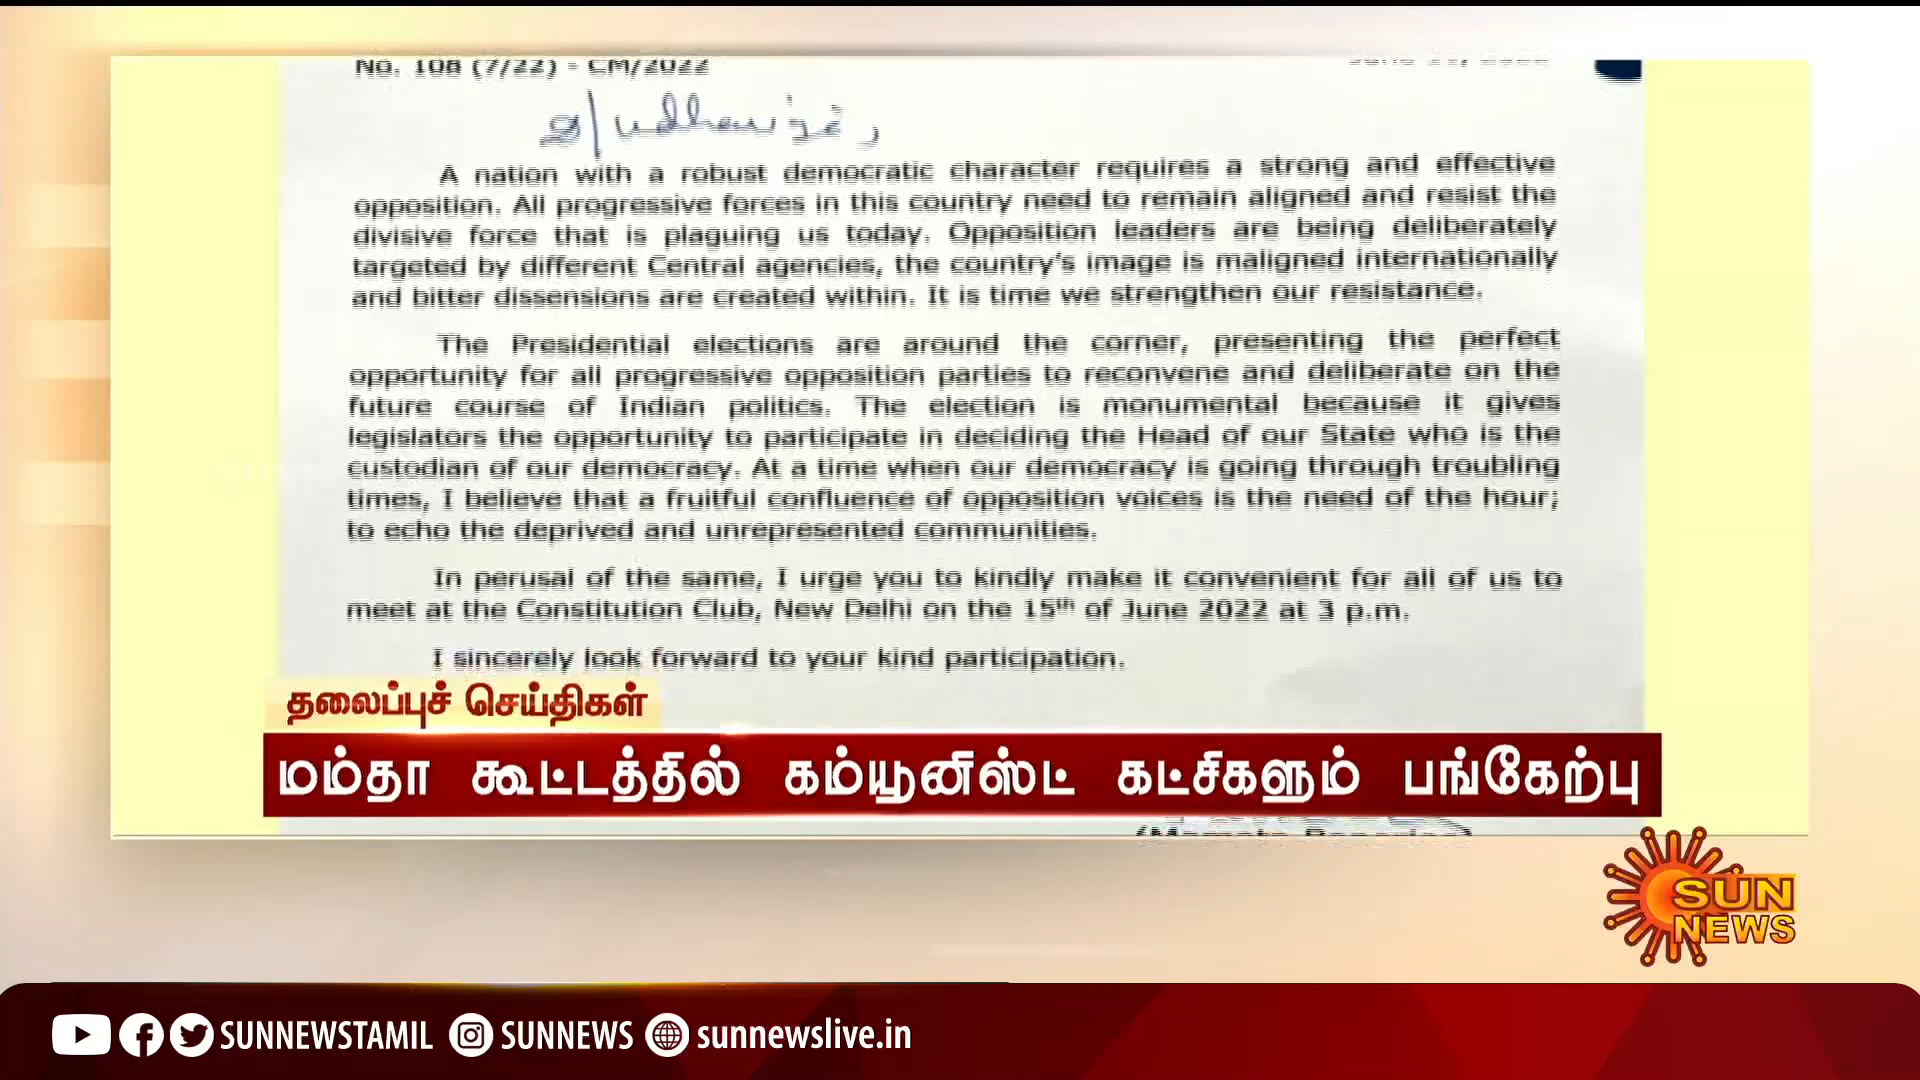 No. 108 (7/22) - CM/2022
A nation with a robust democratic character requires a strong and effective
opposition. All progressive forces in this country need to remain aligned and resist the
divisive force that is plaguing us today. Opposition leaders are being deliberately
targeted by different Central agencies, the country's image is maligned internationally
and bitter dissensions are created within. It is time we strengthen our resistance.
The Presidential elections are around the corner, presenting the perfect
opportunity for all progressive opposition parties to reconvene and deliberate on the
future course of Indian politics. The election is monumental because it gives
legislators the opportunity to participate in deciding the Head of our State who is the
custodian of our democracy. At a time when our democracy is going through troubling
times, I believe that a fruitful confluence of opposition voices is the need of the hour;
to echo the deprived and unrepresented communities.
In perusal of the same, I urge you to kindly make it convenient for all of us to
meet at the Constitution Club, New Delhi on the 15th of June 2022 at 3 p.m.
I sincerely look forward to your kind participation.
தலைப்புச் செய்திகள்
மம்தா கூட்டத்தில் கம்யூனிஸ்ட் கட்சிகளும் பங்கேற்பு
SUN
NEWS
SUNNEWSTAMIL SUNNEWS sunnewslive.in